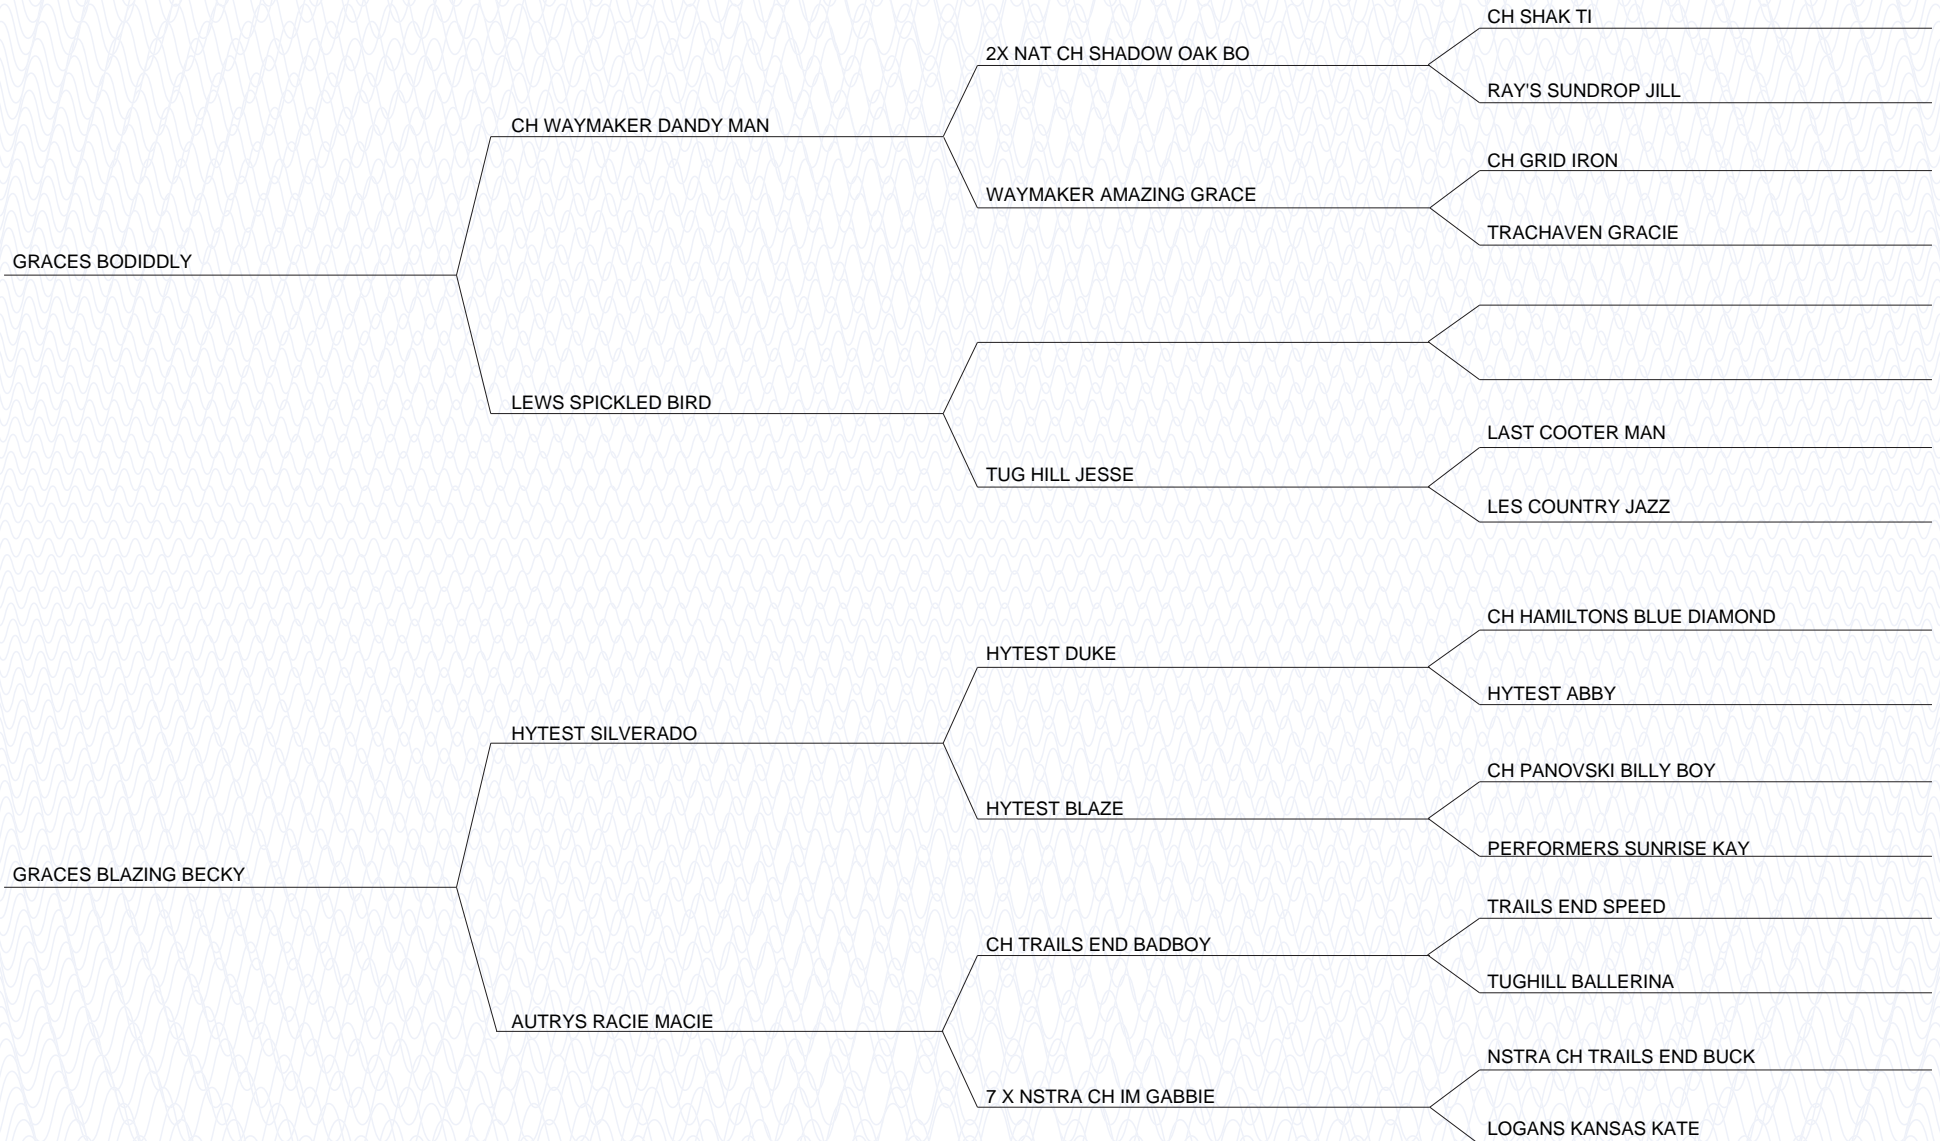 CH SHAK TI
2X NAT CH SHADOW OAK BO
RAY'S SUNDROP JILL
CH WAYMAKER DANDY MAN
CH GRID IRON
WAYMAKER AMAZING GRACE
TRACHAVEN GRACIE
GRACES BODIDDLY
LEWS SPICKLED BIRD
LAST COOTER MAN
TUG HILL JESSE
LES COUNTRY JAZZ
CH HAMILTONS BLUE DIAMOND
HYTEST DUKE
HYTEST ABBY
HYTEST SILVERADO
CH PANOVSKI BILLY BOY
HYTEST BLAZE
PERFORMERS SUNRISE KAY
GRACES BLAZING BECKY
TRAILS END SPEED
CH TRAILS END BADBOY
TUGHILL BALLERINA
AUTRYS RACIE MACIE
NSTRA CH TRAILS END BUCK
7 X NSTRA CH IM GABBIE
LOGANS KANSAS KATE